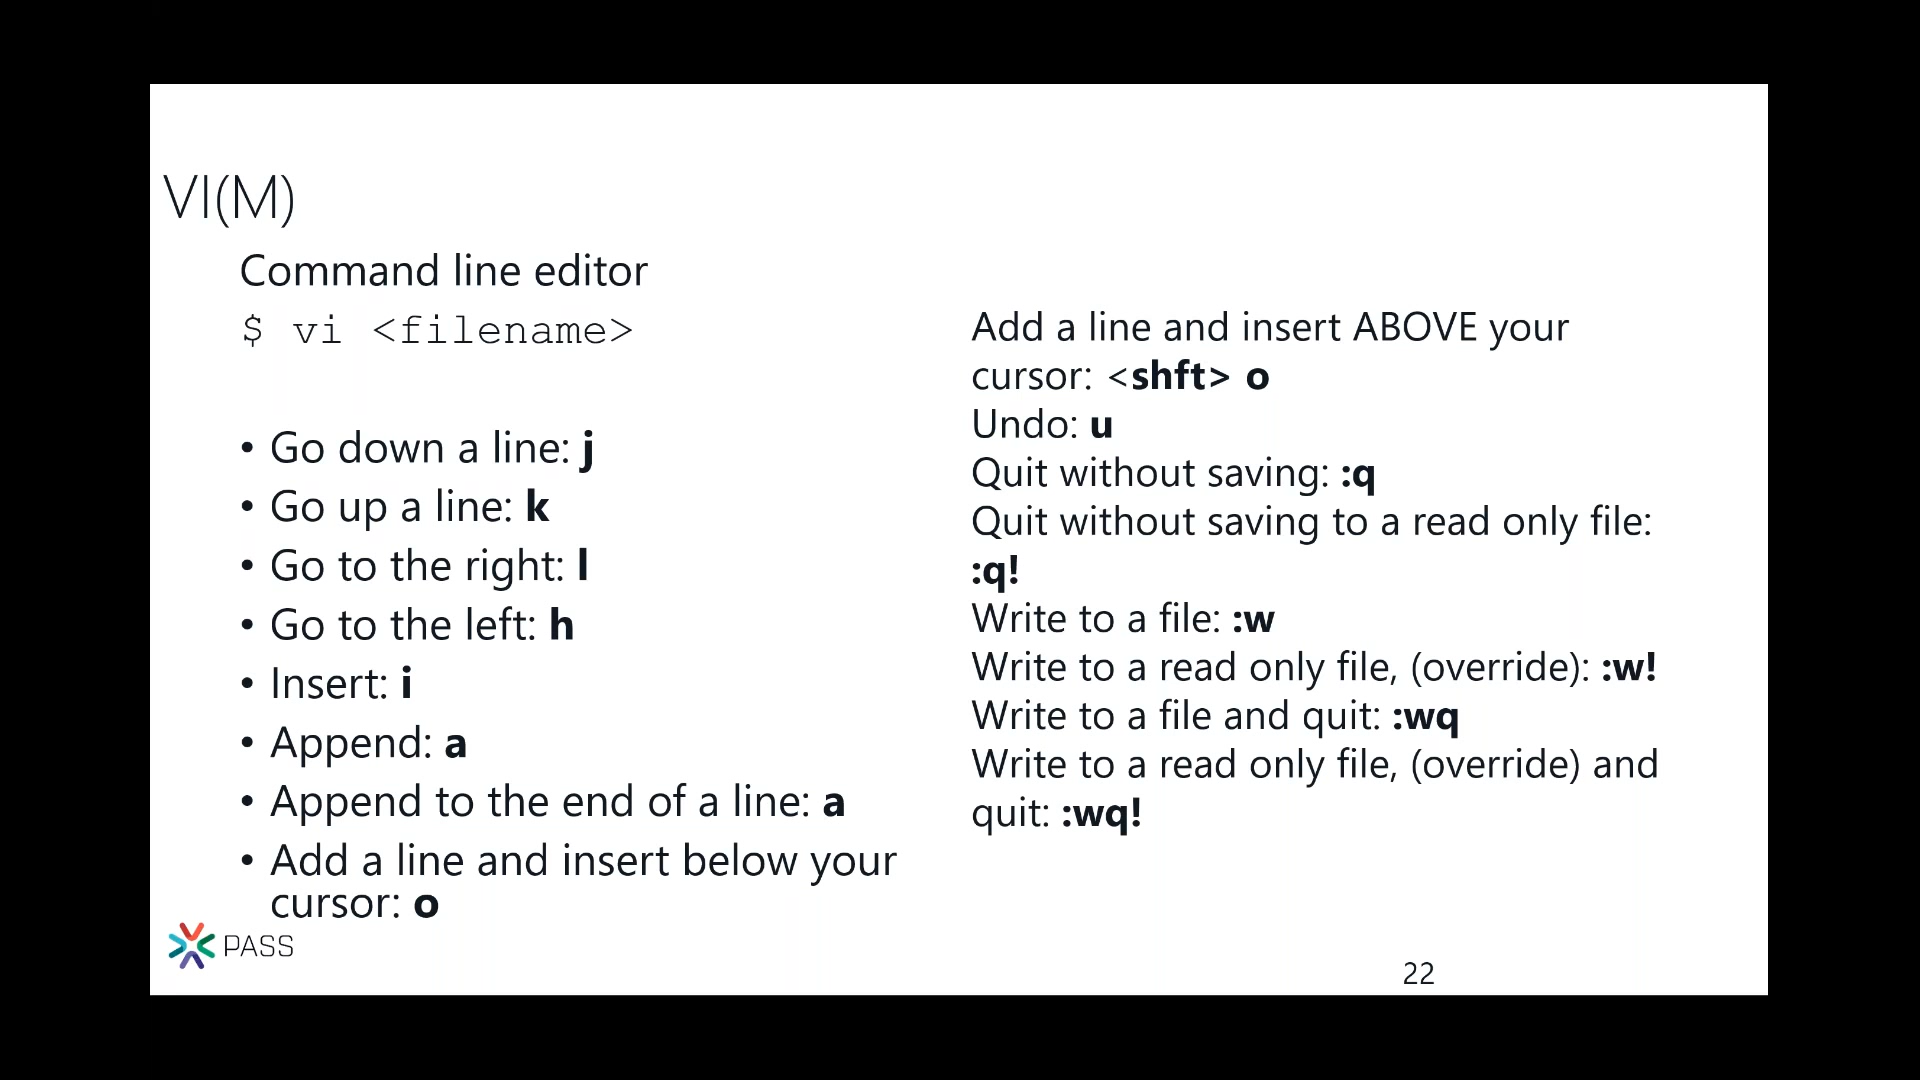 VI(M)
Command line editor
$ vi <filename>
• Go down a line: j
• Go up a line: k
• Go to the right: l
• Go to the left: h
• Insert: i
• Append: a
• Append to the end of a line: a
• Add a line and insert below your
cursor: o
Add a line and insert ABOVE your
cursor: <shft> o
Undo: u
Quit without saving: :q
Quit without saving to a read only file:
:q!
Write to a file: :w
Write to a read only file, (override): :w!
Write to a file and quit: :wq
Write to a read only file, (override) and
quit: :wq!
PASS
22